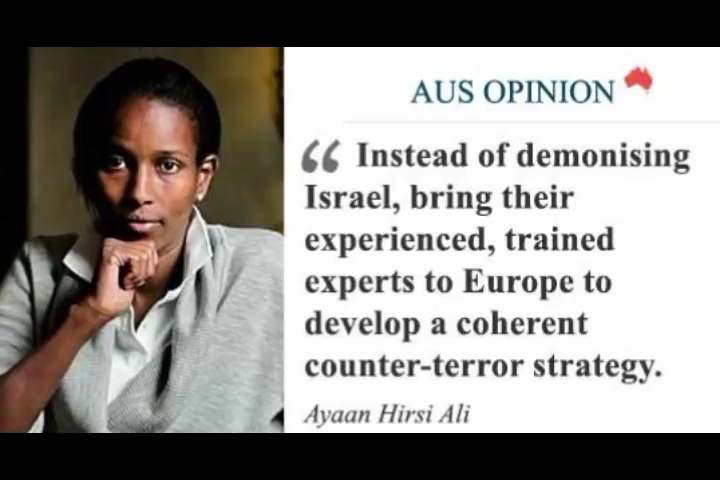 AUS OPINION
“ Instead of demonising
Israel, bring their
experienced, trained
experts to Europe to
develop a coherent
counter-terror strategy.
Ayaan Hirsi Ali